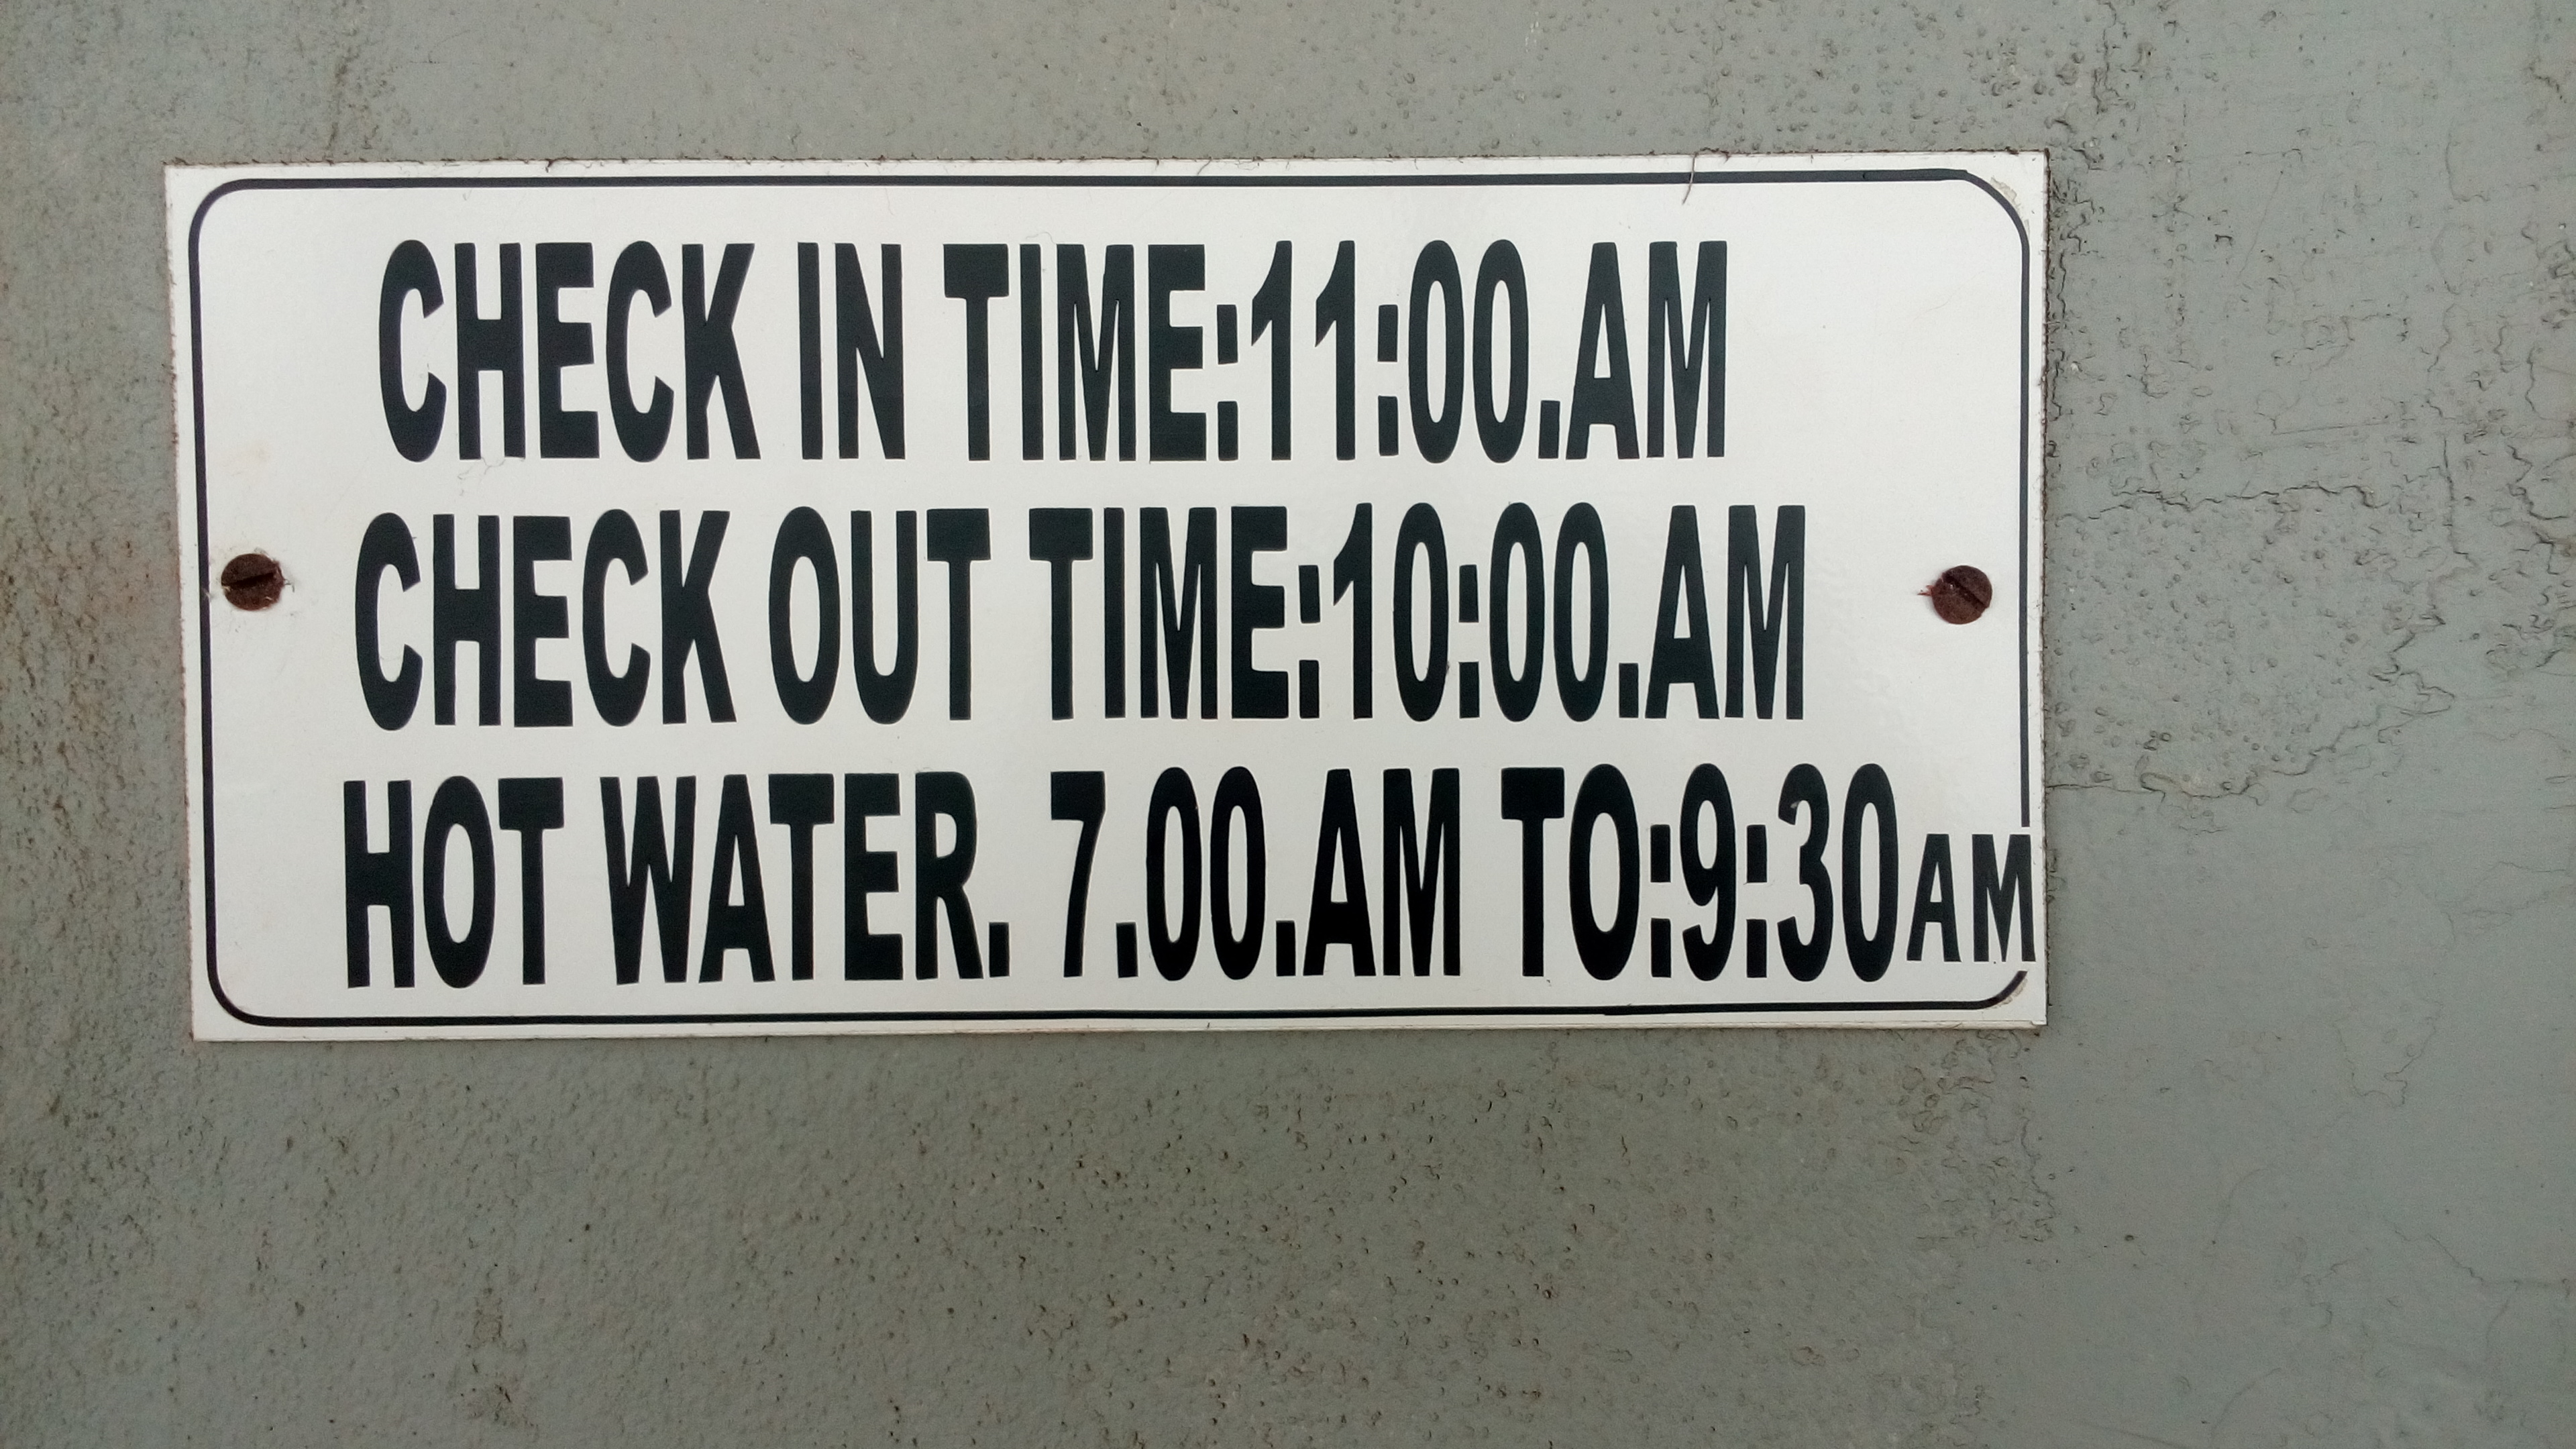 CHECK IN TIME:11:00.AM
CHECK OUT TIME:10:00.AM
HOT WATER. 7.00.AM TO:9:30AM